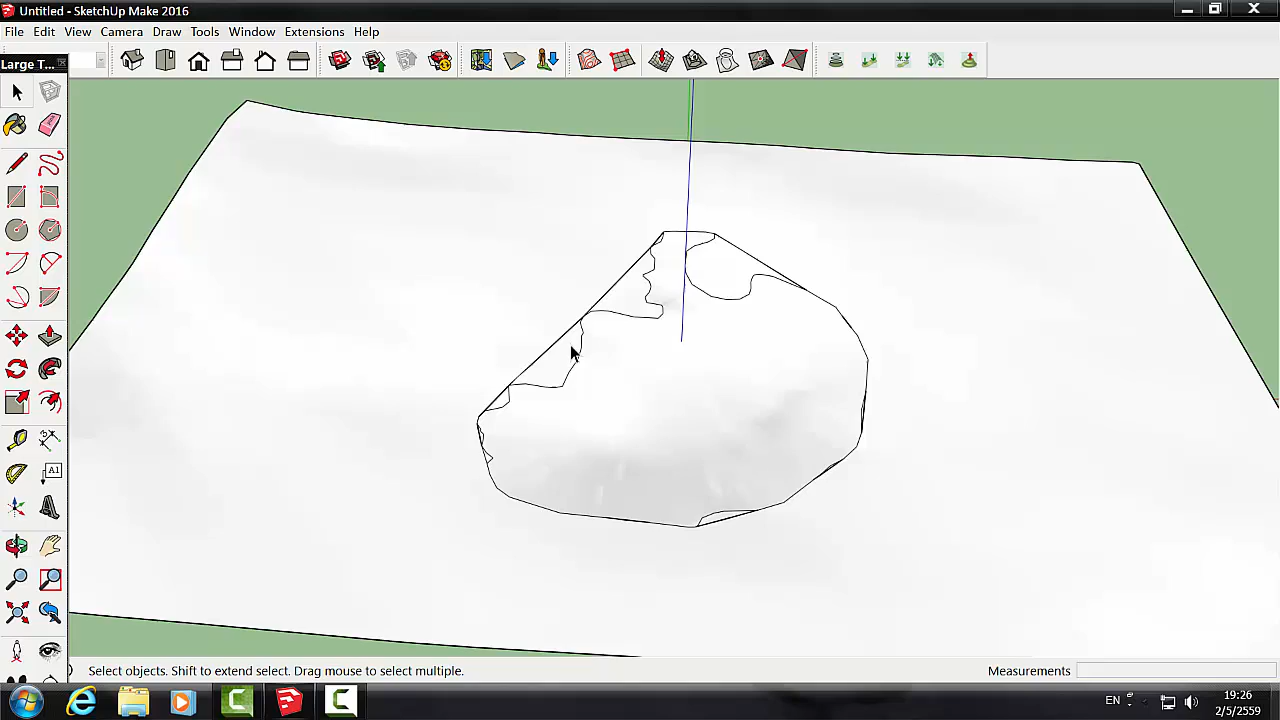 Untitled - SketchUp Make 2016
File Edit View Camera Draw Tools Window Extensions Help
Large T...
A1
Select objects. Shift to extend select. Drag mouse to select multiple.
Measurements
EN
19:26
2/5/2559